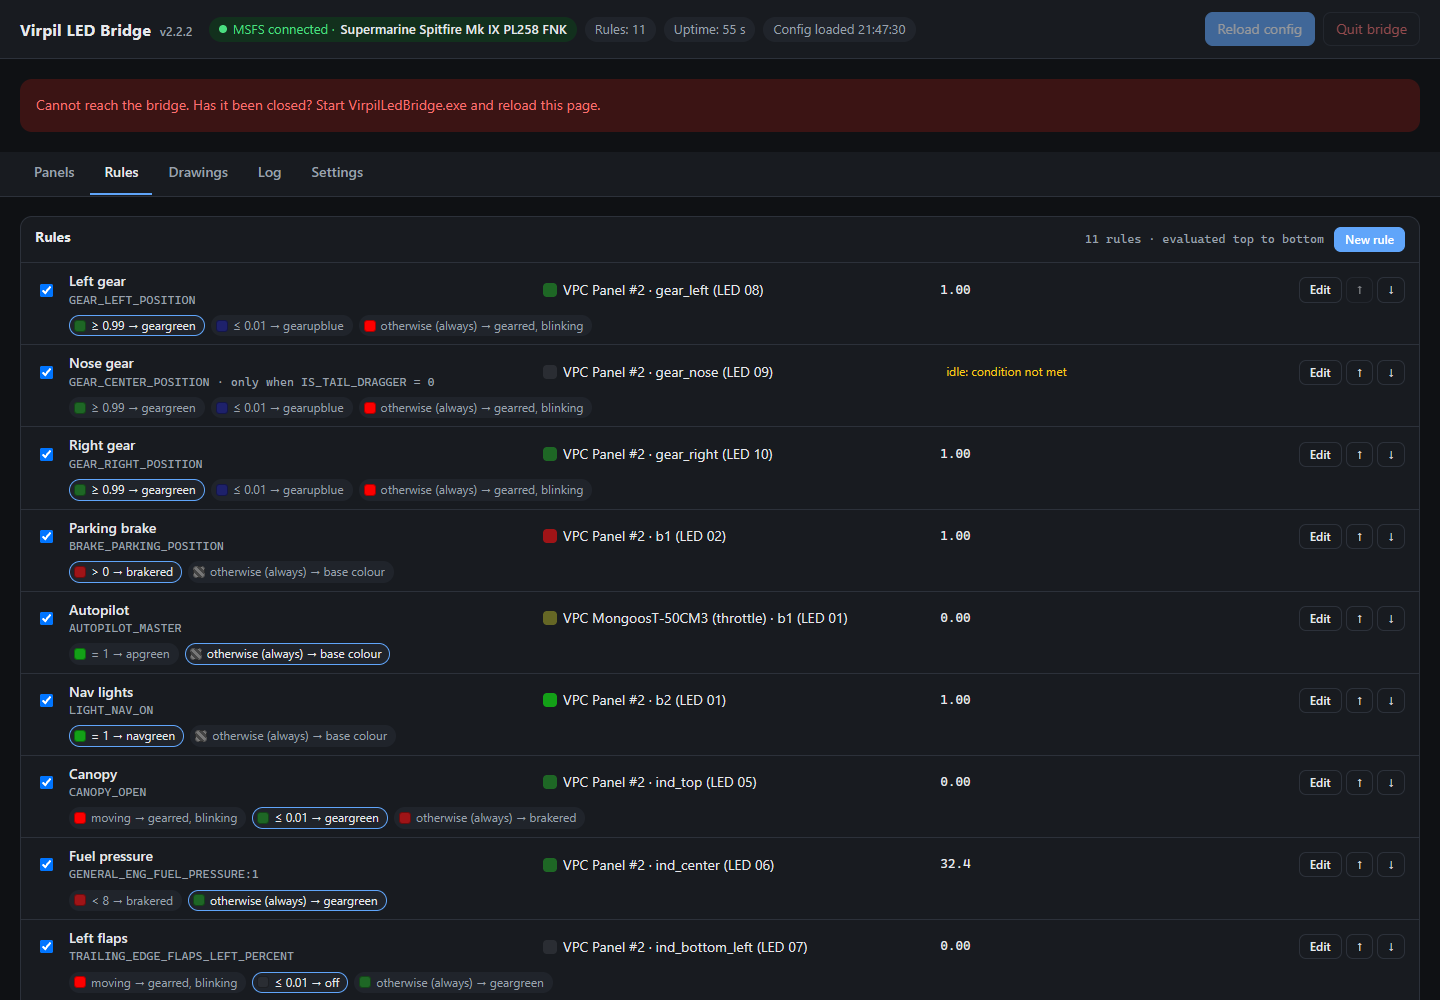 Virpil LED Bridge v2.2.2
MSFS connected · Supermarine Spitfire Mk IX PL258 FNK
Rules: 11
Uptime: 55 s
Config loaded 21:47:30
Reload config
Quit bridge
Cannot reach the bridge. Has it been closed? Start VirpilLedBridge.exe and reload this page.
Panels
Rules
Drawings
Log
Settings
Rules
11 rules · evaluated top to bottom
New rule
Left gear
GEAR_LEFT_POSITION
VPC Panel #2 · gear_left (LED 08)
1.00
Edit ↑ ↓
≥ 0.99 → geargreen
≤ 0.01 → gearupblue
otherwise (always) → gearred, blinking
Nose gear
GEAR_CENTER_POSITION · only when IS_TAIL_DRAGGER = 0
VPC Panel #2 · gear_nose (LED 09)
idle: condition not met
Edit ↑ ↓
≥ 0.99 → geargreen
≤ 0.01 → gearupblue
otherwise (always) → gearred, blinking
Right gear
GEAR_RIGHT_POSITION
VPC Panel #2 · gear_right (LED 10)
1.00
Edit ↑ ↓
≥ 0.99 → geargreen
≤ 0.01 → gearupblue
otherwise (always) → gearred, blinking
Parking brake
BRAKE_PARKING_POSITION
VPC Panel #2 · b1 (LED 02)
1.00
Edit ↑ ↓
> 0 → brakered
otherwise (always) → base colour
Autopilot
AUTOPILOT_MASTER
VPC MongoosT-50CM3 (throttle) · b1 (LED 01)
0.00
Edit ↑ ↓
= 1 → apgreen
otherwise (always) → base colour
Nav lights
LIGHT_NAV_ON
VPC Panel #2 · b2 (LED 01)
1.00
Edit ↑ ↓
= 1 → navgreen
otherwise (always) → base colour
Canopy
CANOPY_OPEN
VPC Panel #2 · ind_top (LED 05)
0.00
Edit ↑ ↓
moving → gearred, blinking
≤ 0.01 → geargreen
otherwise (always) → brakered
Fuel pressure
GENERAL_ENG_FUEL_PRESSURE:1
VPC Panel #2 · ind_center (LED 06)
32.4
Edit ↑ ↓
< 8 → brakered
otherwise (always) → geargreen
Left flaps
TRAILING_EDGE_FLAPS_LEFT_PERCENT
VPC Panel #2 · ind_bottom_left (LED 07)
0.00
Edit ↑ ↓
moving → gearred, blinking
≤ 0.01 → off
otherwise (always) → geargreen